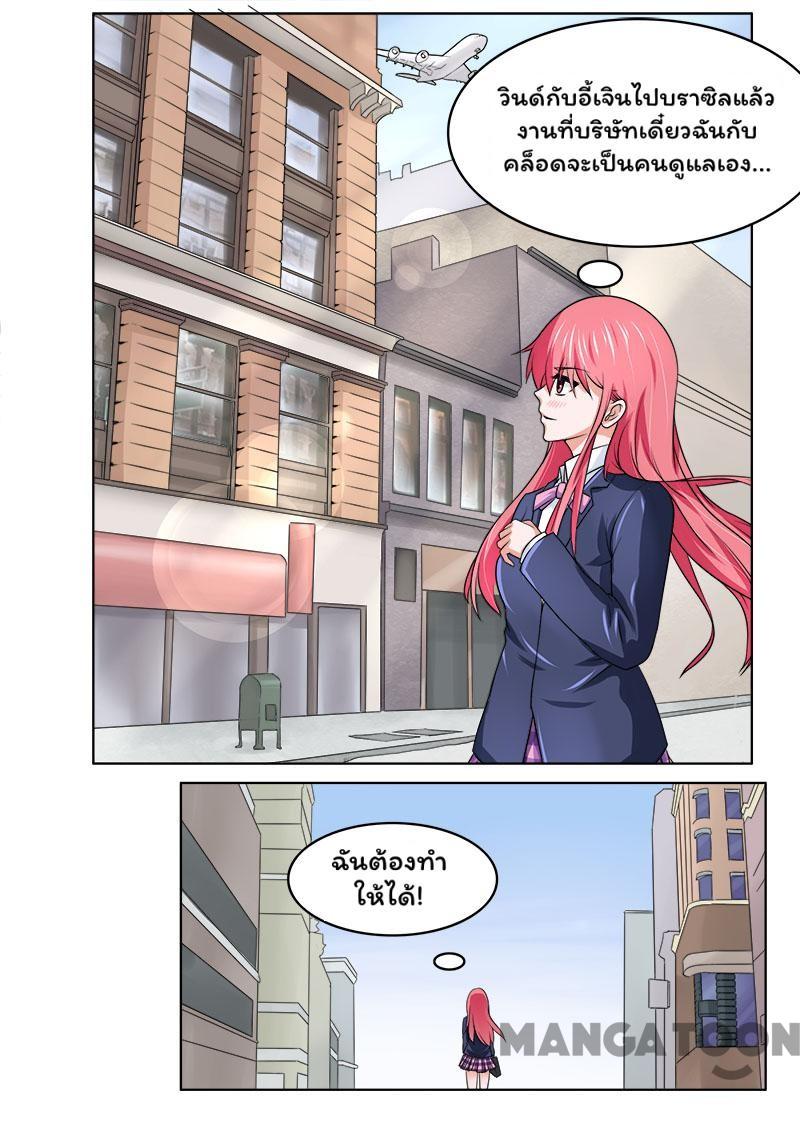 วินด์กับอี้เจินไปบราซิลแล้ว
งานที่บริษัทเดี๋ยวฉันกับ
คล็อดจะเป็นคนดูแลเอง...
ฉันต้องทำ
ให้ได้!
MANGATOON